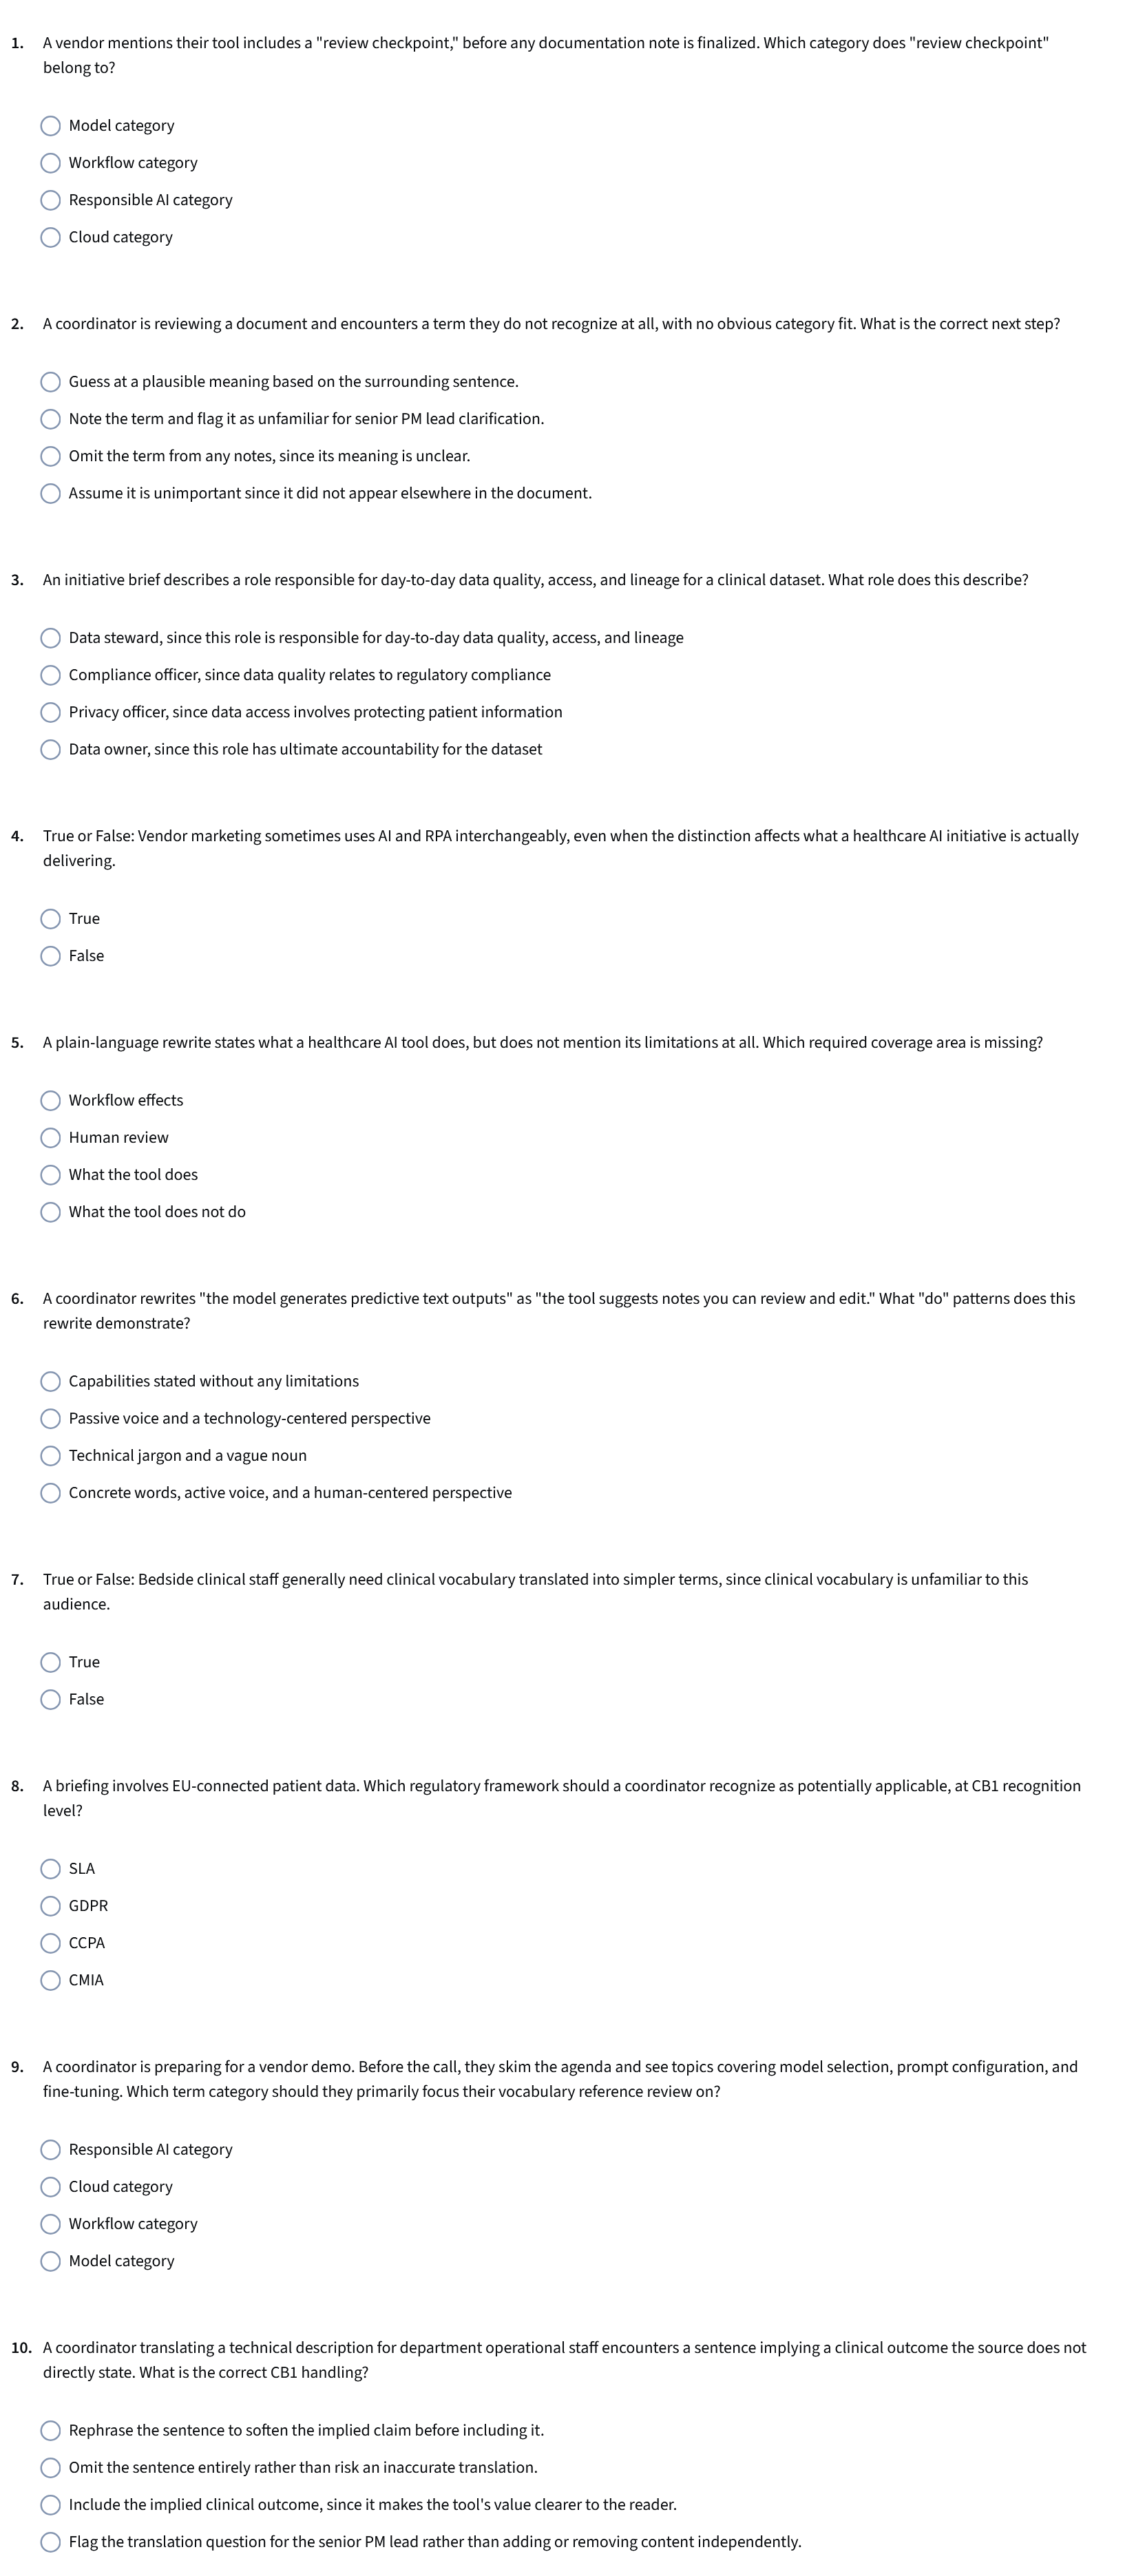 1. A vendor mentions their tool includes a "review checkpoint," before any documentation note is finalized. Which category does "review checkpoint"
belong to?
Model category
Workflow category
Responsible AI category
Cloud category
2. A coordinator is reviewing a document and encounters a term they do not recognize at all, with no obvious category fit. What is the correct next step?
Guess at a plausible meaning based on the surrounding sentence.
Note the term and flag it as unfamiliar for senior PM lead clarification.
Omit the term from any notes, since its meaning is unclear.
Assume it is unimportant since it did not appear elsewhere in the document.
3. An initiative brief describes a role responsible for day-to-day data quality, access, and lineage for a clinical dataset. What role does this describe?
Data steward, since this role is responsible for day-to-day data quality, access, and lineage
Compliance officer, since data quality relates to regulatory compliance
Privacy officer, since data access involves protecting patient information
Data owner, since this role has ultimate accountability for the dataset
4. True or False: Vendor marketing sometimes uses AI and RPA interchangeably, even when the distinction affects what a healthcare AI initiative is actually
delivering.
True
False
5. A plain-language rewrite states what a healthcare AI tool does, but does not mention its limitations at all. Which required coverage area is missing?
Workflow effects
Human review
What the tool does
What the tool does not do
6. A coordinator rewrites "the model generates predictive text outputs" as "the tool suggests notes you can review and edit." What "do" patterns does this
rewrite demonstrate?
Capabilities stated without any limitations
Passive voice and a technology-centered perspective
Technical jargon and a vague noun
Concrete words, active voice, and a human-centered perspective
7. True or False: Bedside clinical staff generally need clinical vocabulary translated into simpler terms, since clinical vocabulary is unfamiliar to this
audience.
True
False
8. A briefing involves EU-connected patient data. Which regulatory framework should a coordinator recognize as potentially applicable, at CB1 recognition
level?
SLA
GDPR
CCPA
CMIA
9. A coordinator is preparing for a vendor demo. Before the call, they skim the agenda and see topics covering model selection, prompt configuration, and
fine-tuning. Which term category should they primarily focus their vocabulary reference review on?
Responsible AI category
Cloud category
Workflow category
Model category
10. A coordinator translating a technical description for department operational staff encounters a sentence implying a clinical outcome the source does not
directly state. What is the correct CB1 handling?
Rephrase the sentence to soften the implied claim before including it.
Omit the sentence entirely rather than risk an inaccurate translation.
Include the implied clinical outcome, since it makes the tool's value clearer to the reader.
Flag the translation question for the senior PM lead rather than adding or removing content independently.